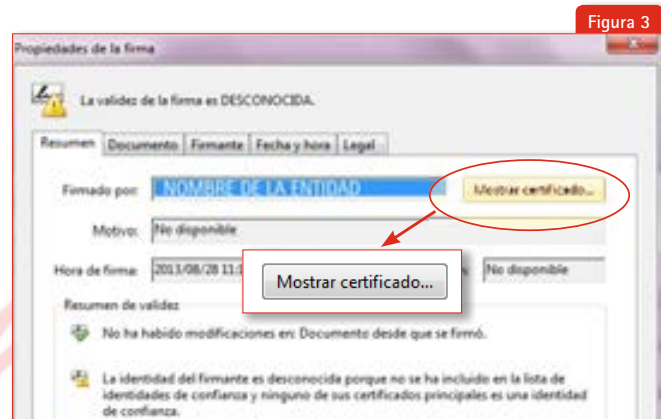 Figura 3
Propiedades de la firma
La validez de la firma es DESCONOCIDA.
Resumen Documento Firmante Fecha y hora Legal
Firmado por: NOMBRE DE LA ENTIDAD Mostrar certificado...
Motivo: No disponible
Hora de firma: 2013/08/28 11:1 No disponible
Mostrar certificado...
Resumen de validez
No ha habido modificaciones en: Documento desde que se firmó.
La identidad del firmante es desconocida porque no se ha incluido en la lista de
identidades de confianza y ninguno de sus certificados principales es una identidad
de confianza.